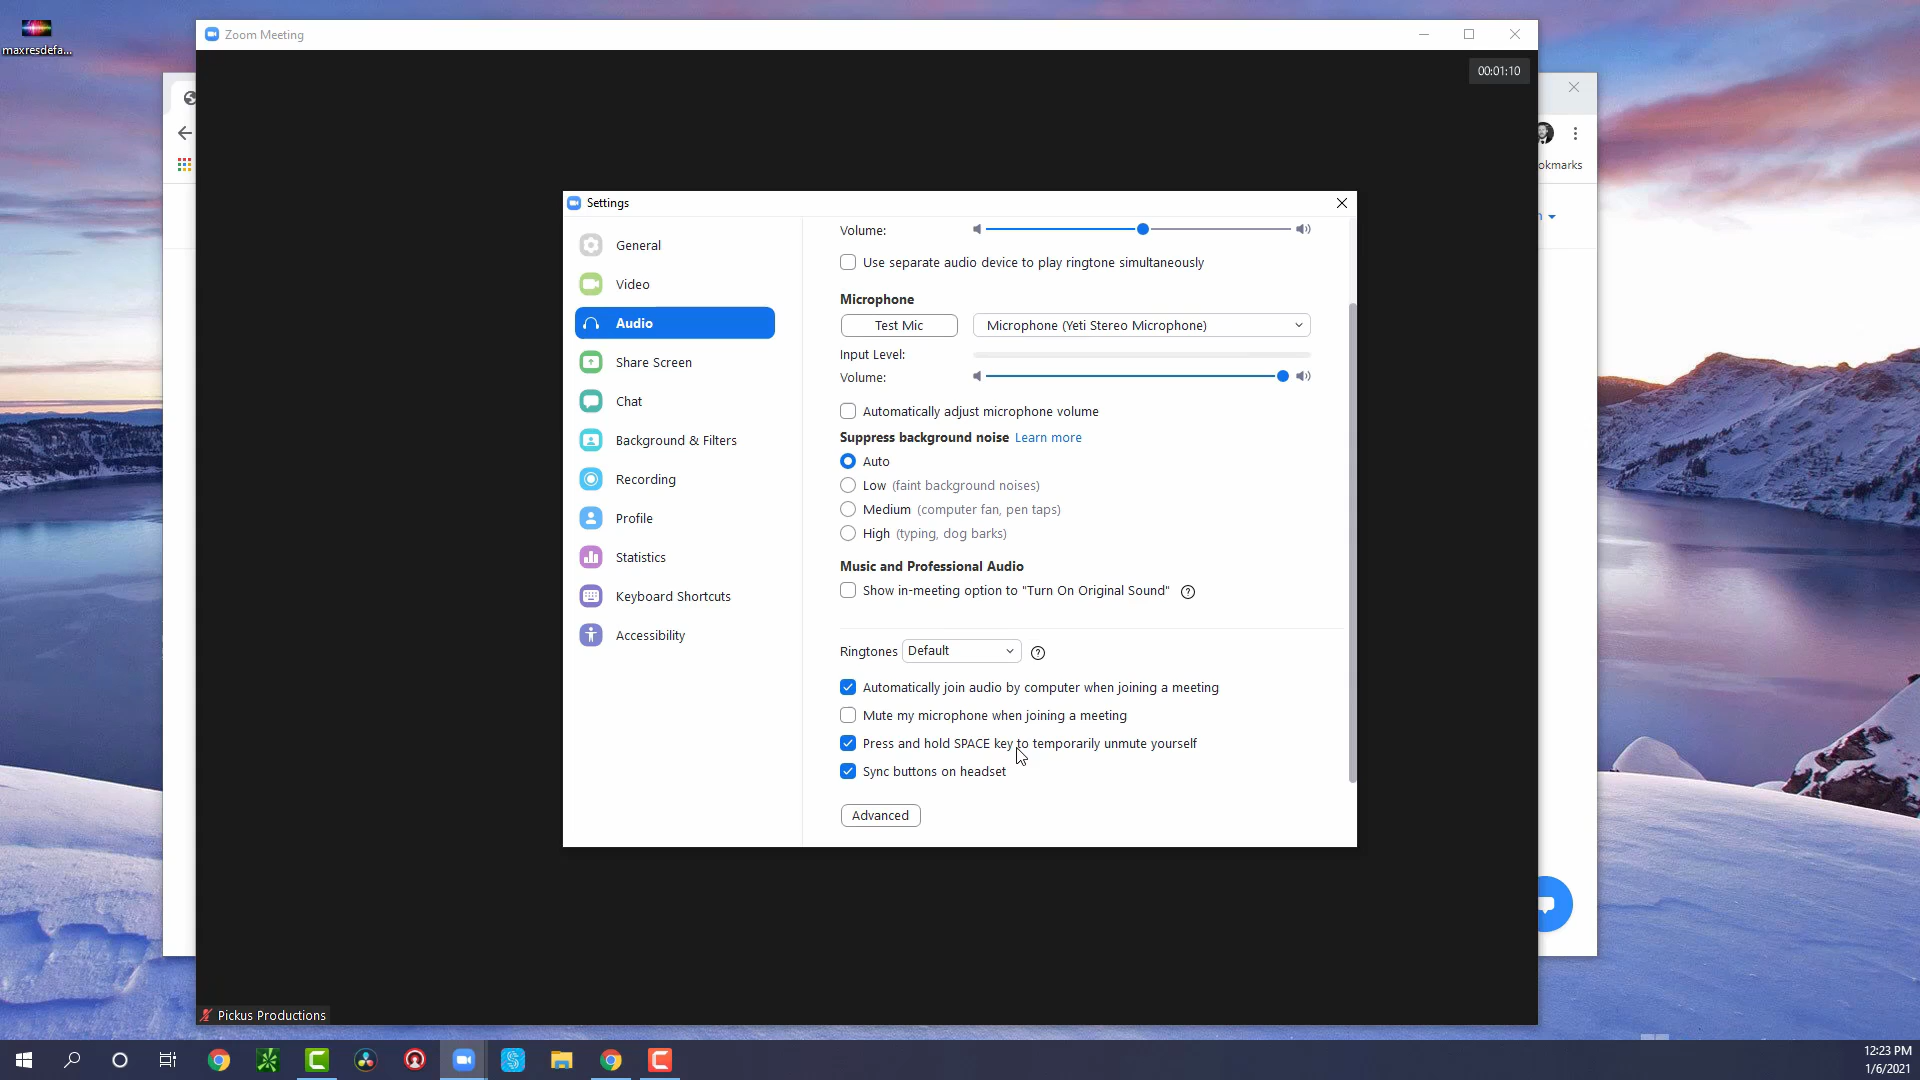 maxresdefa...
Zoom Meeting
00:01:10
okmarks
Settings
General
Video
Audio
Share Screen
Chat
Background & Filters
Recording
Profile
Statistics
Keyboard Shortcuts
Accessibility
Volume:
Use separate audio device to play ringtone simultaneously
Microphone
Test Mic
Microphone (Yeti Stereo Microphone)
Input Level:
Volume:
Automatically adjust microphone volume
Suppress background noise Learn more
Auto
Low (faint background noises)
Medium (computer fan, pen taps)
High (typing, dog barks)
Music and Professional Audio
Show in-meeting option to "Turn On Original Sound"
Ringtones Default
Automatically join audio by computer when joining a meeting
Mute my microphone when joining a meeting
Press and hold SPACE key to temporarily unmute yourself
Sync buttons on headset
Advanced
Pickus Productions
12:23 PM
1/6/2021